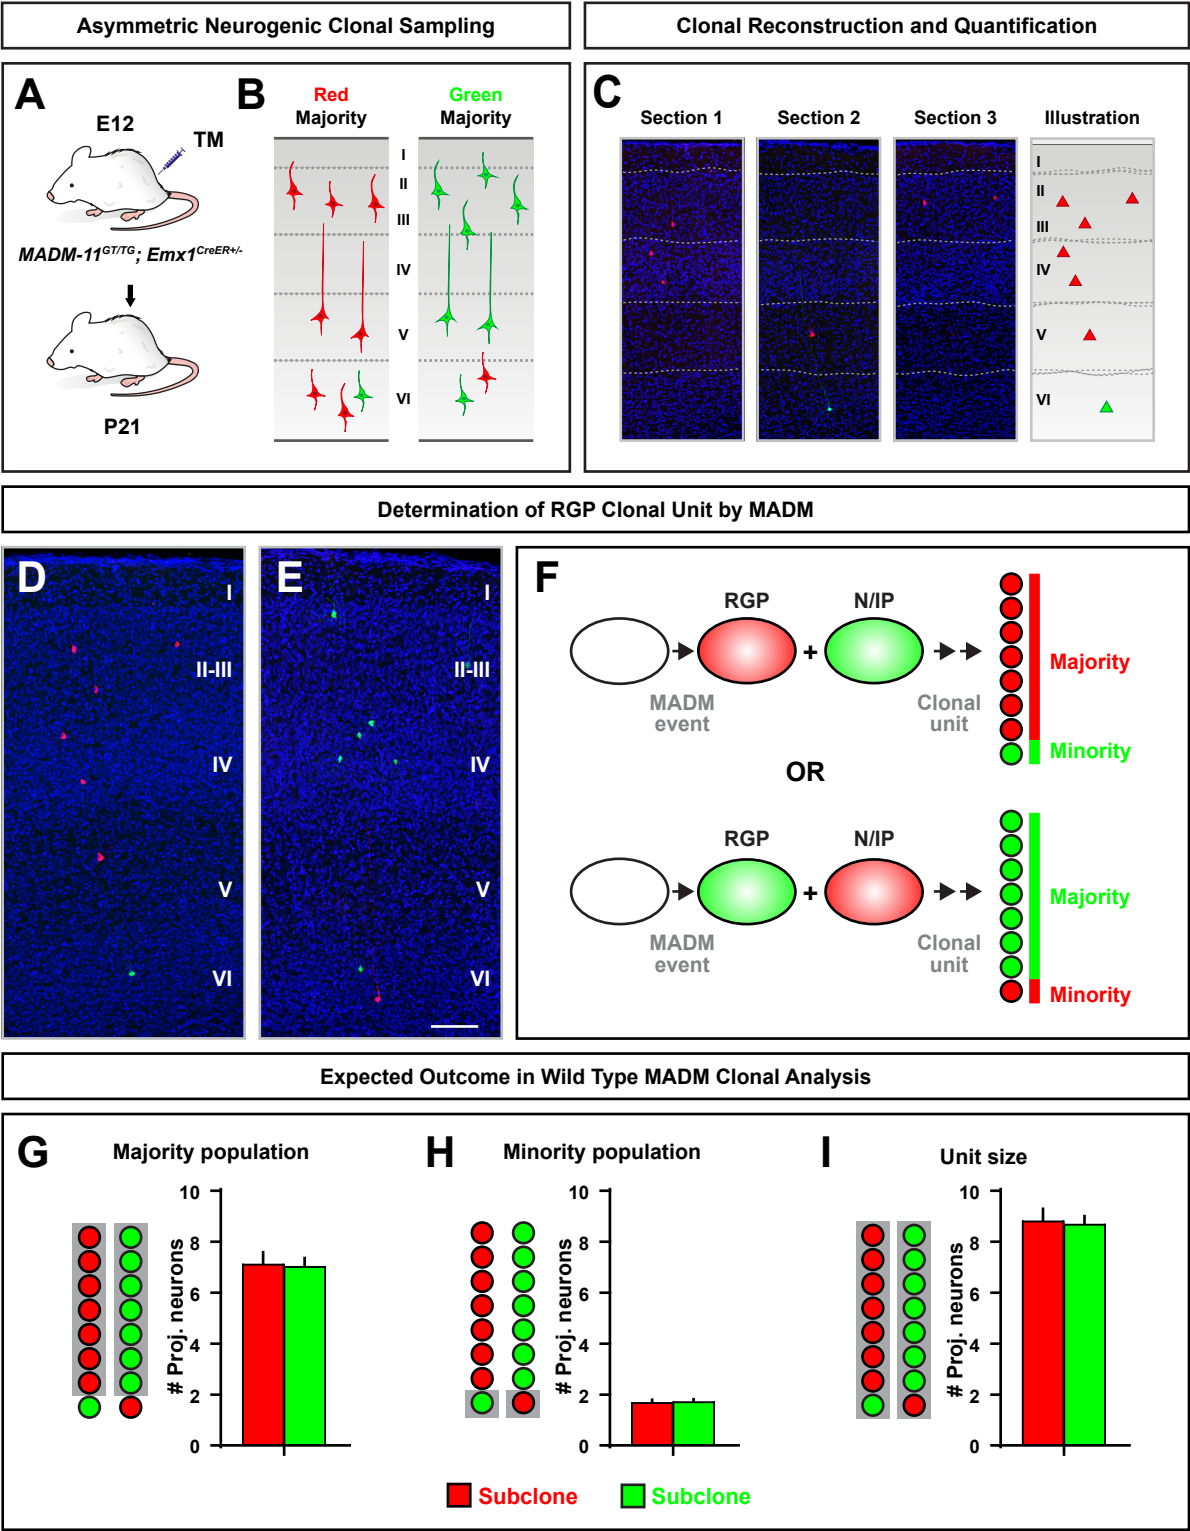 Asymmetric Neurogenic Clonal Sampling
Clonal Reconstruction and Quantification
A
E12
TM
MADM-11GT/TG; Emx1CreER+/-
P21
B
Red
Majority
Green
Majority
I
II
III
IV
V
VI
C
Section 1
Section 2
Section 3
Illustration
I
II
III
IV
V
VI
Determination of RGP Clonal Unit by MADM
D
I
II-III
IV
V
VI
E
I
II-III
IV
V
VI
F
RGP
N/IP
+
MADM
event
Clonal
unit
Majority
Minority
OR
RGP
N/IP
+
MADM
event
Clonal
unit
Majority
Minority
Expected Outcome in Wild Type MADM Clonal Analysis
G
Majority population
# Proj. neurons
10
8
6
4
2
0
H
Minority population
# Proj. neurons
10
8
6
4
2
0
I
Unit size
# Proj. neurons
10
8
6
4
2
0
Subclone
Subclone